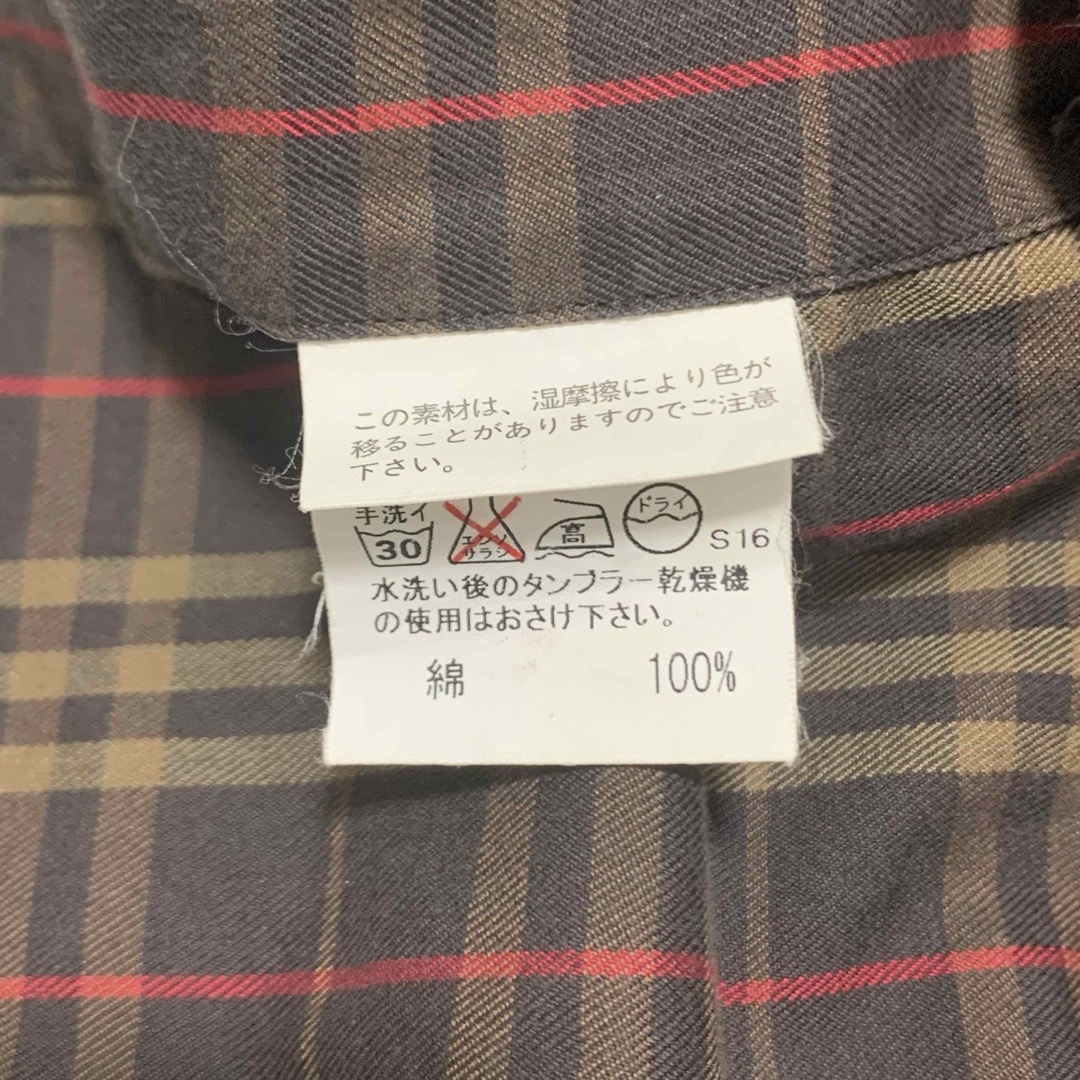 この素材は、湿摩擦により色が
移ることがありますのでご注意
下さい。
手洗イ
30
エンソ
サラシ
高
ドライ
S16
水洗い後のタンブラー乾燥機
の使用はおさけ下さい。
綿 100%